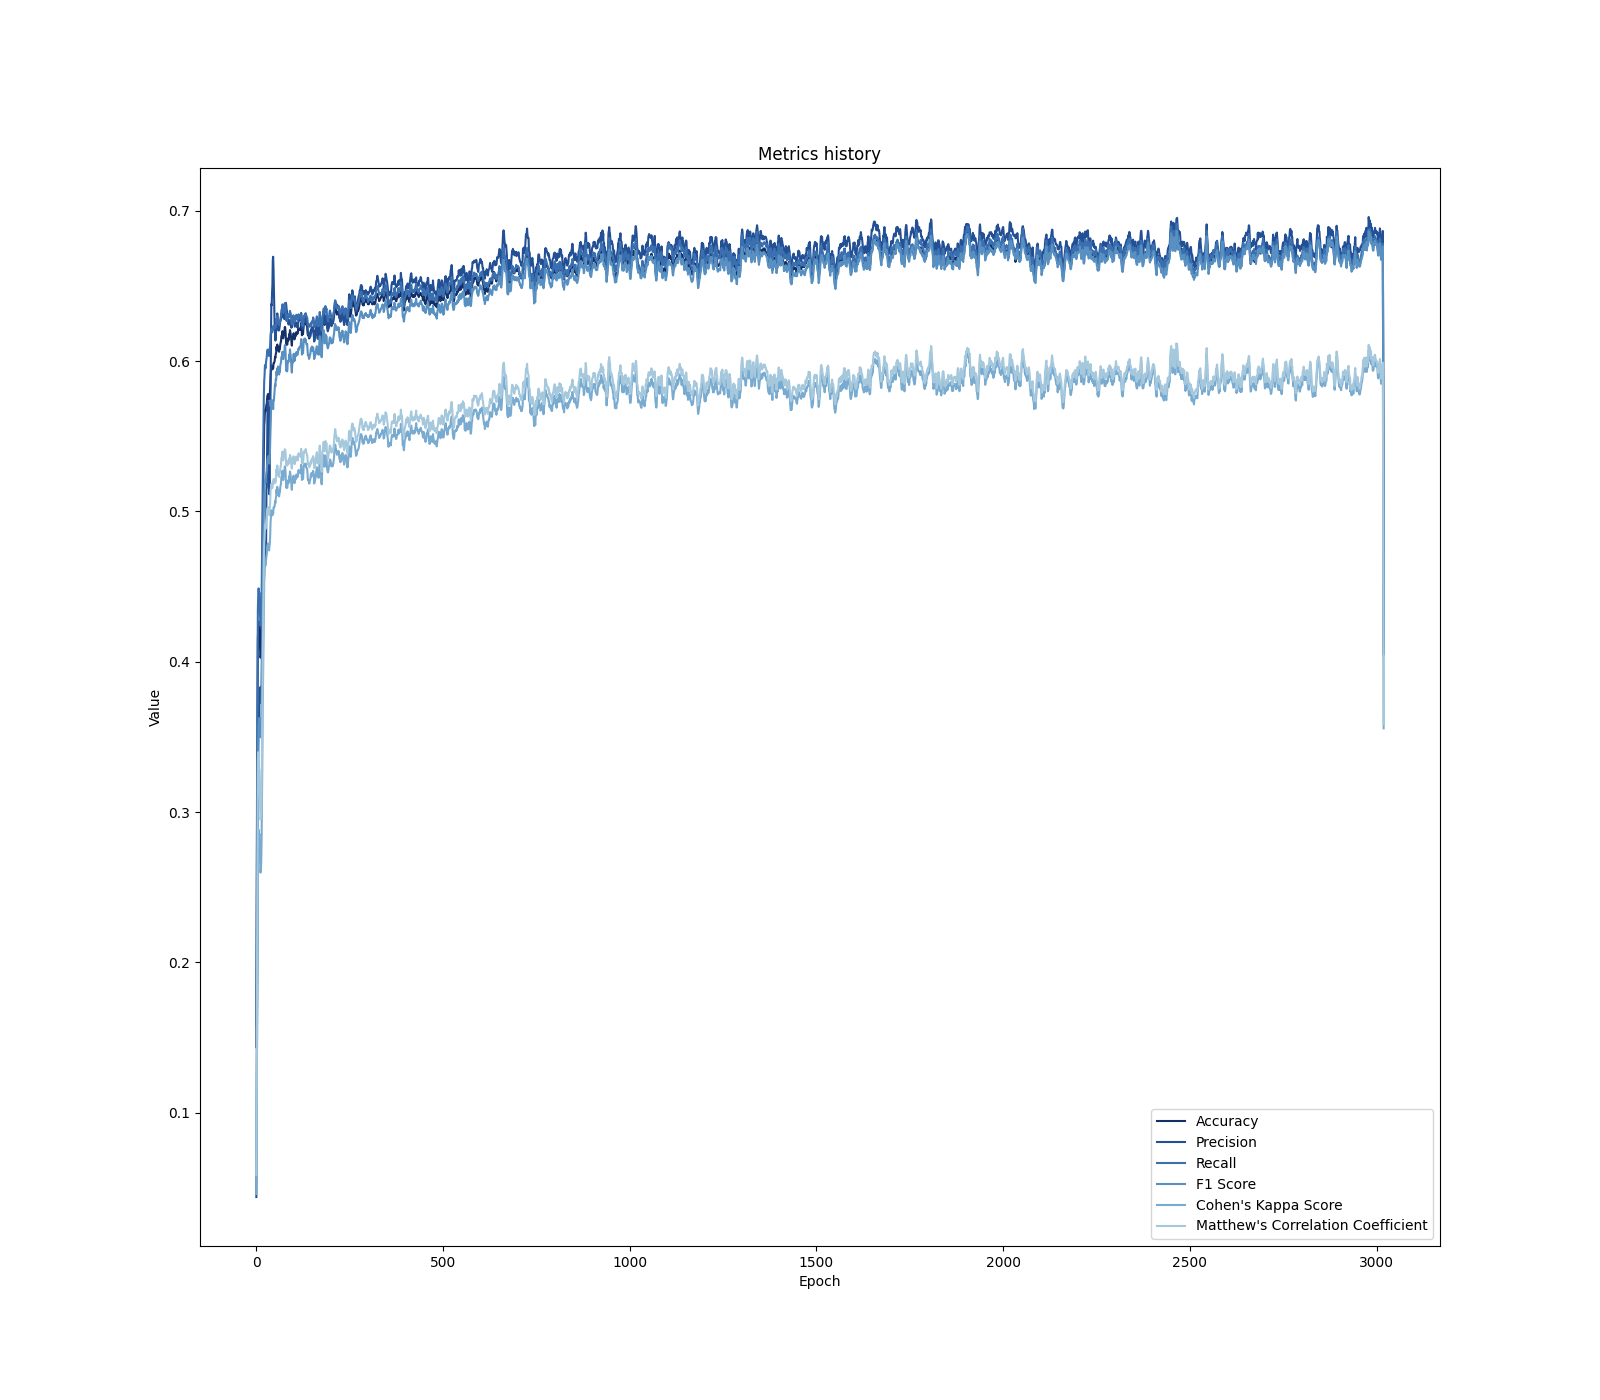 Metrics history
0.7
0.6
0.5
0.4
0.3
0.2
0.1
Value
0 500 1000 1500 2000 2500 3000
Epoch
Accuracy
Precision
Recall
F1 Score
Cohen's Kappa Score
Matthew's Correlation Coefficient